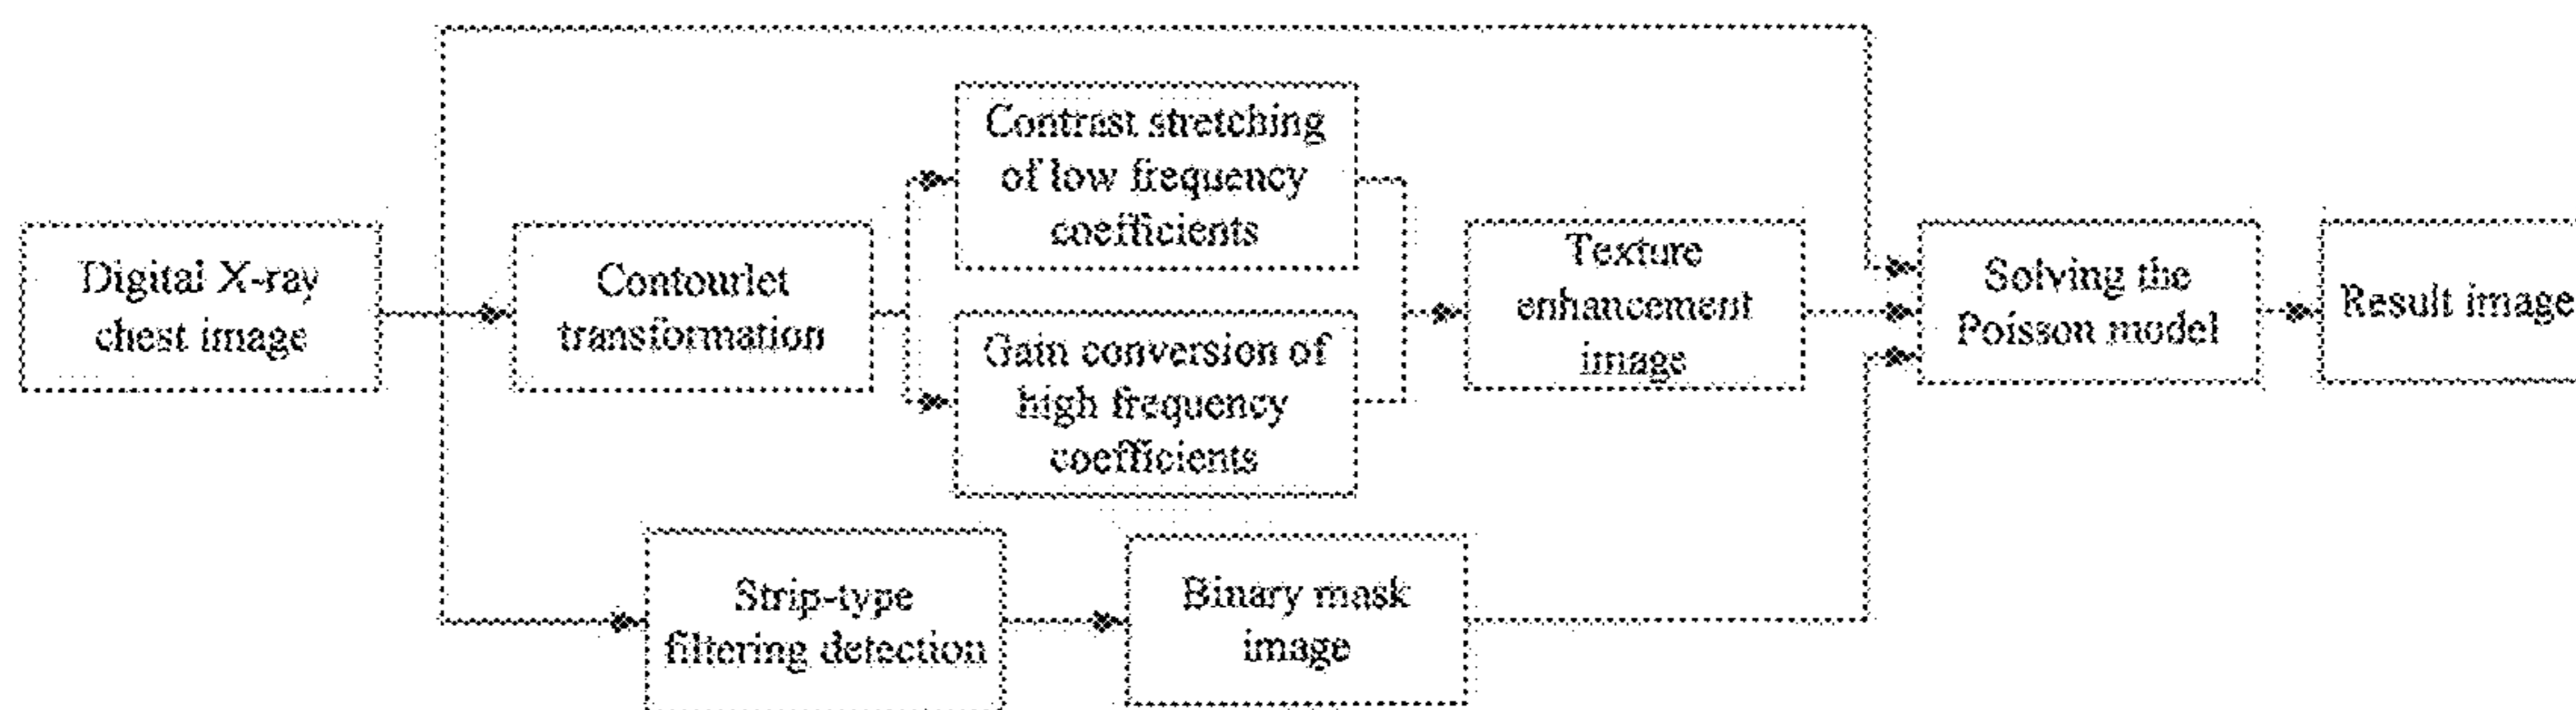 Digital X-ray
chest image
Contourlet
transformation
Contrast stretching
of low frequency
coefficients
Gain conversion of
high frequency
coefficients
Texture
enhancement
image
Solving the
Poisson model
Result image
Strip-type
filtering detection
Binary mask
image